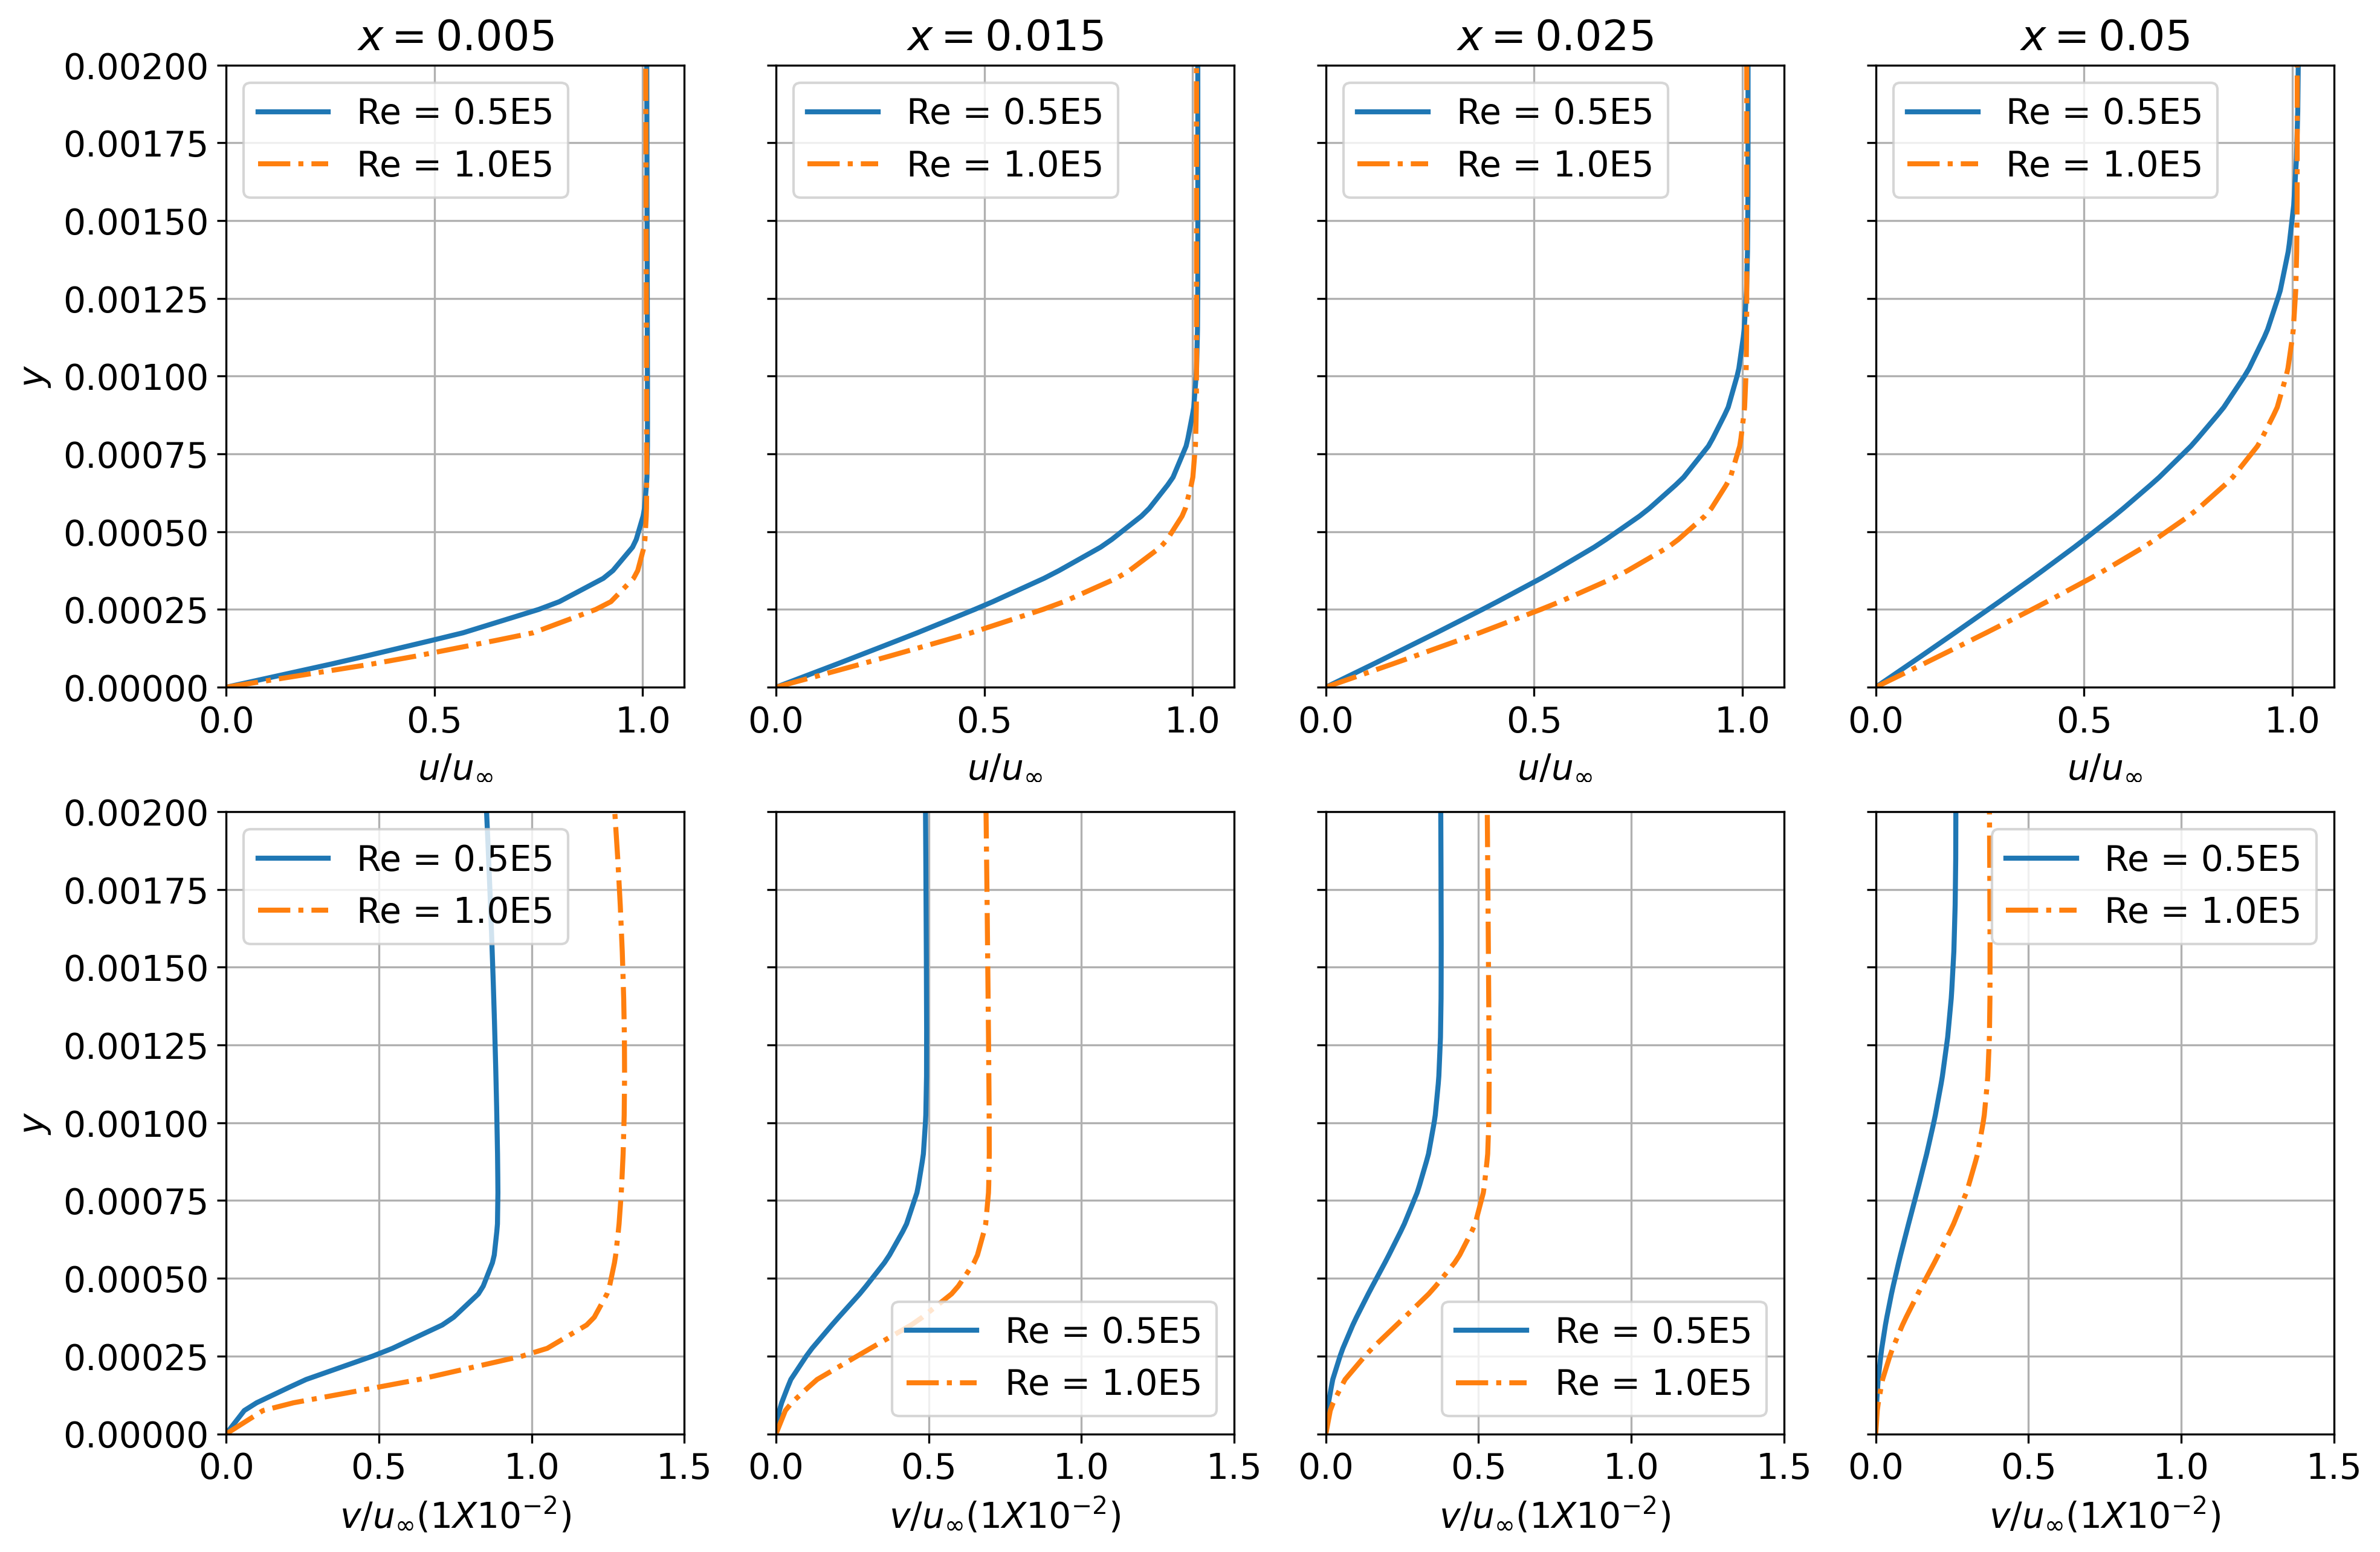 x = 0.005
x = 0.015
x = 0.025
x = 0.05
0.00200
0.00175
0.00150
0.00125
0.00100
0.00075
0.00050
0.00025
0.00000
y
Re = 0.5E5
Re = 1.0E5
Re = 0.5E5
Re = 1.0E5
Re = 0.5E5
Re = 1.0E5
Re = 0.5E5
Re = 1.0E5
0.0 0.5 1.0
0.0 0.5 1.0
0.0 0.5 1.0
0.0 0.5 1.0
u/u∞
u/u∞
u/u∞
u/u∞
0.00200
0.00175
0.00150
0.00125
0.00100
0.00075
0.00050
0.00025
0.00000
y
Re = 0.5E5
Re = 1.0E5
Re = 0.5E5
Re = 1.0E5
Re = 0.5E5
Re = 1.0E5
Re = 0.5E5
Re = 1.0E5
0.0 0.5 1.0 1.5
0.0 0.5 1.0 1.5
0.0 0.5 1.0 1.5
0.0 0.5 1.0 1.5
v/u∞(1X10⁻²)
v/u∞(1X10⁻²)
v/u∞(1X10⁻²)
v/u∞(1X10⁻²)